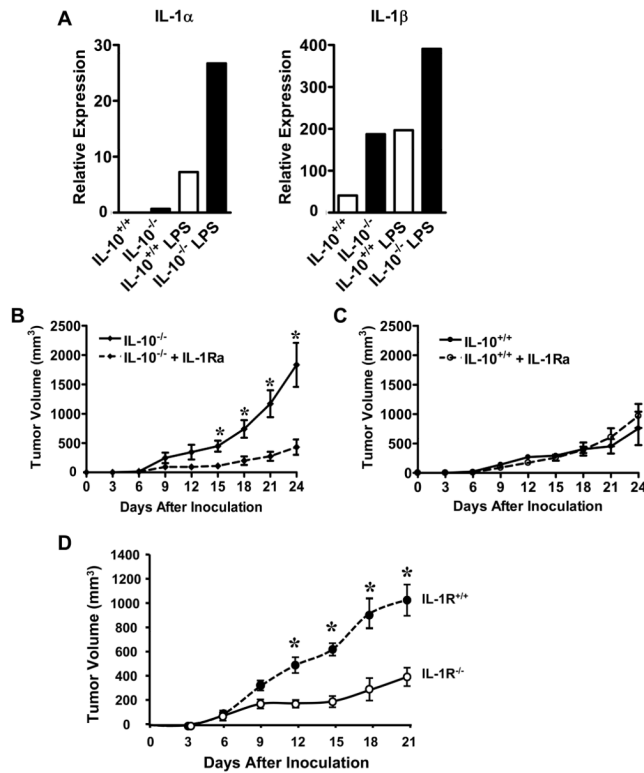 A
IL-1α
Relative Expression
30
20
10
0
IL-10+/+
IL-10-/-
IL-10+/+ LPS
IL-10-/- LPS
IL-1β
Relative Expression
400
300
200
100
0
IL-10+/+
IL-10-/-
IL-10+/+ LPS
IL-10-/- LPS
B
Tumor Volume (mm³)
2500
2000
1500
1000
500
0
IL-10-/-
IL-10-/- + IL-1Ra
* * * *
0 3 6 9 12 15 18 21 24
Days After Inoculation
C
Tumor Volume (mm³)
2500
2000
1500
1000
500
0
IL-10+/+
IL-10+/+ + IL-1Ra
0 3 6 9 12 15 18 21 24
Days After Inoculation
D
Tumor Volume (mm³)
1400
1200
1000
800
600
400
200
0
* * * *
IL-1R+/+
IL-1R-/-
0 3 6 9 12 15 18 21
Days After Inoculation